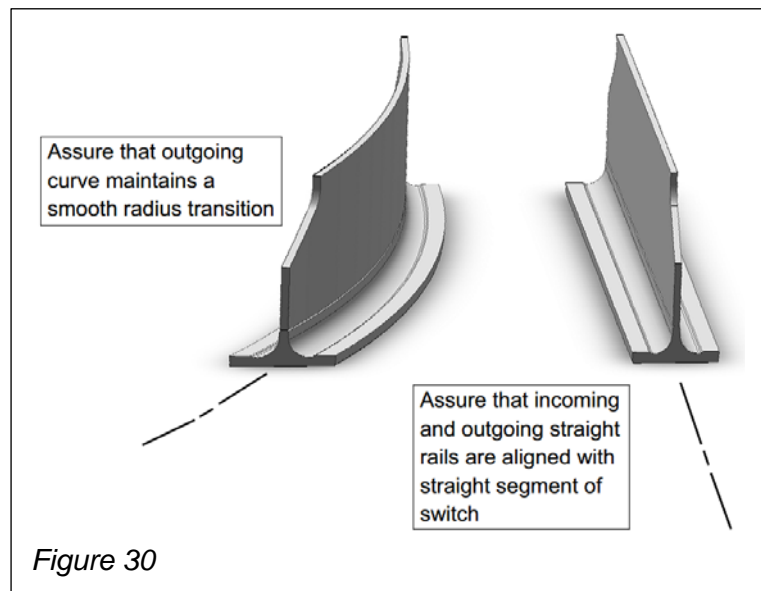 Assure that outgoing
curve maintains a
smooth radius transition
Assure that incoming
and outgoing straight
rails are aligned with
straight segment of
switch
Figure 30